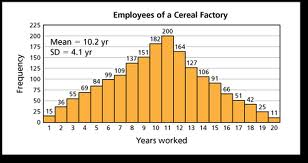 Employees of a Cereal Factory
Mean = 10.2 yr
SD = 4.1 yr
Frequency
225
200
175
150
125
100
75
50
25
0
15 36 55 69 84 99 109 137 151 182 200 164 127 106 91 66 51 42 25 11
1 2 3 4 5 6 7 8 9 10 11 12 13 14 15 16 17 18 19 20
Years worked